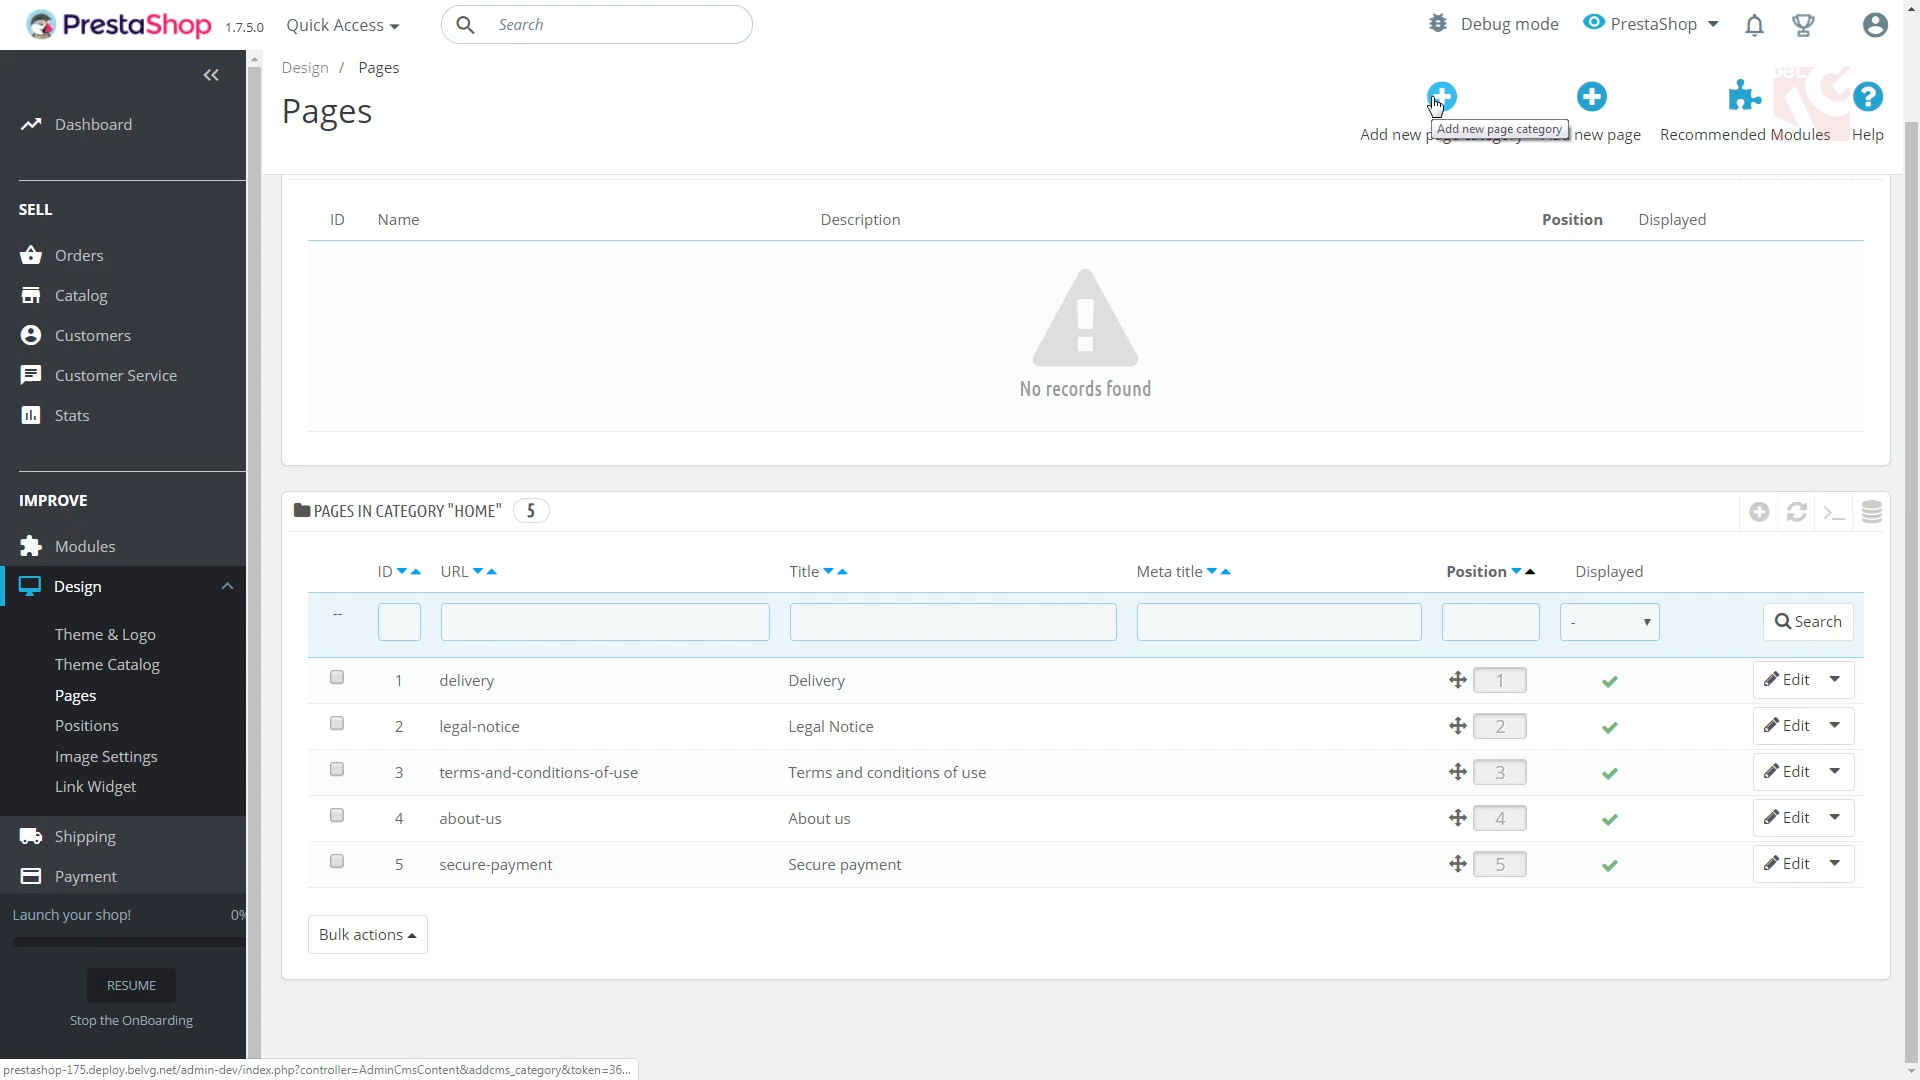 PrestaShop 1.7.5.0 Quick Access Search Debug mode PrestaShop
Design / Pages
Pages
Add new page category Add new page Recommended Modules Help
Add new page category
Dashboard
SELL
Orders
Catalog
Customers
Customer Service
Stats
IMPROVE
Modules
Design
Theme & Logo
Theme Catalog
Pages
Positions
Image Settings
Link Widget
Shipping
Payment
Launch your shop! 0%
RESUME
Stop the OnBoarding
ID Name Description Position Displayed
No records found
PAGES IN CATEGORY "HOME" 5
ID URL Title Meta title Position Displayed
-- - Search
1 delivery Delivery 1 Edit
2 legal-notice Legal Notice 2 Edit
3 terms-and-conditions-of-use Terms and conditions of use 3 Edit
4 about-us About us 4 Edit
5 secure-payment Secure payment 5 Edit
Bulk actions
prestashop-175.deploy.belvg.net/admin-dev/index.php?controller=AdminCmsContent&addcms_category&token=36...